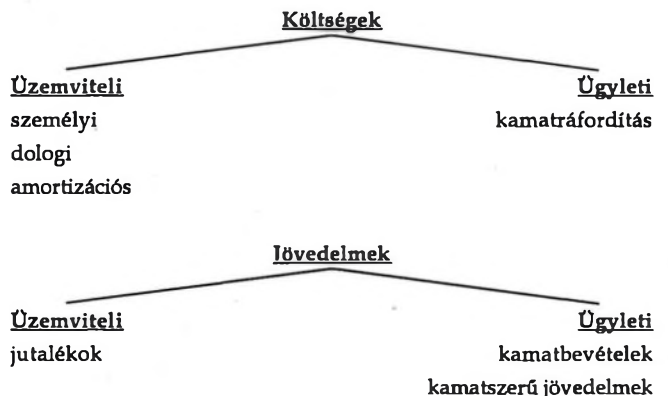 Költségek
Üzemviteli
személyi
dologi
amortizációs
Ügyleti
kamatráfordítás
Jövedelmek
Üzemviteli
jutalékok
Ügyleti
kamatbevételek
kamatszerű jövedelmek